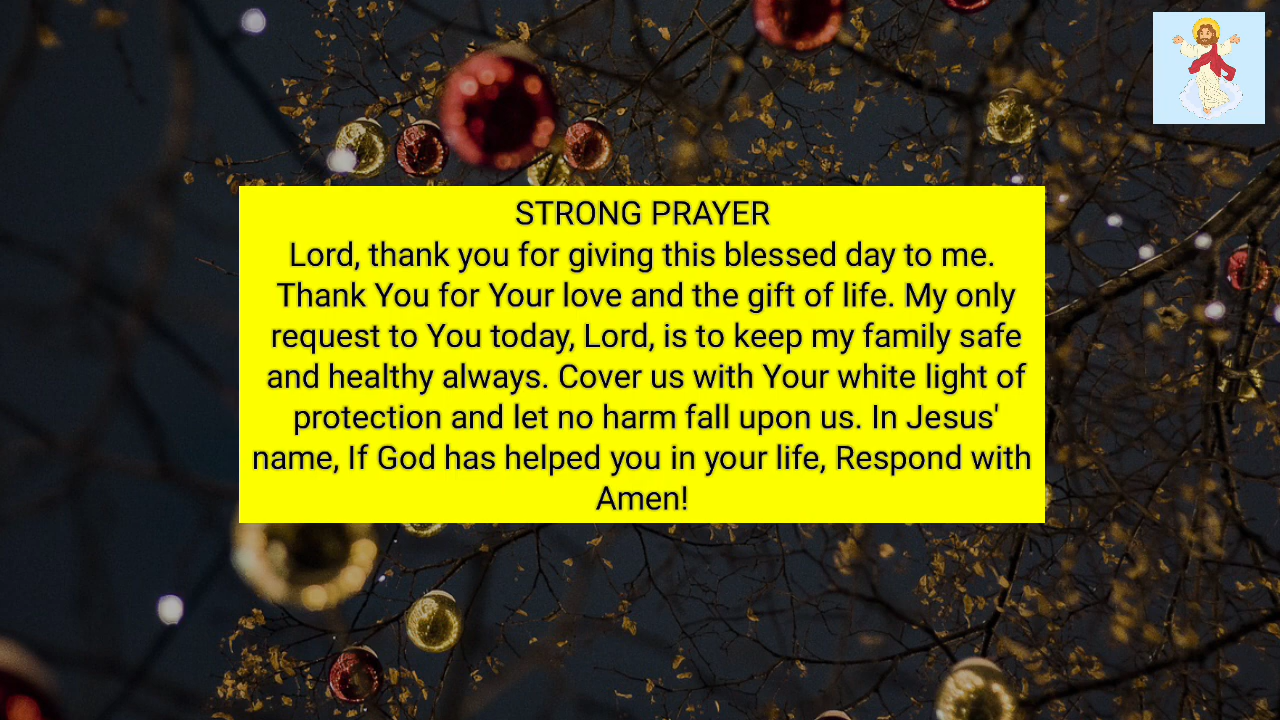 STRONG PRAYER
Lord, thank you for giving this blessed day to me.
Thank You for Your love and the gift of life. My only
request to You today, Lord, is to keep my family safe
and healthy always. Cover us with Your white light of
protection and let no harm fall upon us. In Jesus'
name, If God has helped you in your life, Respond with
Amen!